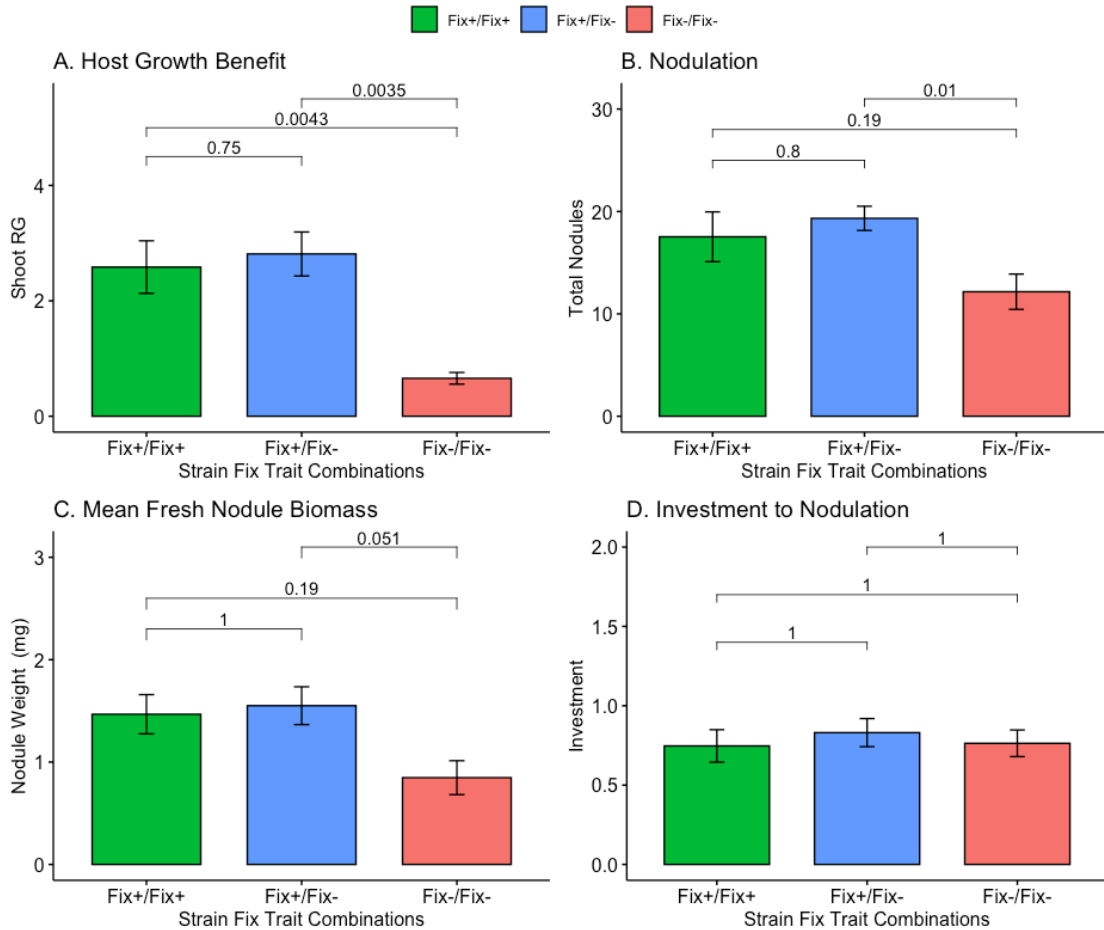 Fix+/Fix+ Fix+/Fix- Fix-/Fix-
A. Host Growth Benefit
0.0035
0.0043
0.75
4
2
0
Shoot RG
Fix+/Fix+ Fix+/Fix- Fix-/Fix-
Strain Fix Trait Combinations
B. Nodulation
0.01
0.19
0.8
30
20
10
0
Total Nodules
Fix+/Fix+ Fix+/Fix- Fix-/Fix-
Strain Fix Trait Combinations
C. Mean Fresh Nodule Biomass
0.051
0.19
1
3
2
1
0
Nodule Weight (mg)
Fix+/Fix+ Fix+/Fix- Fix-/Fix-
Strain Fix Trait Combinations
D. Investment to Nodulation
1
1
1
2.0
1.5
1.0
0.5
0.0
Investment
Fix+/Fix+ Fix+/Fix- Fix-/Fix-
Strain Fix Trait Combinations